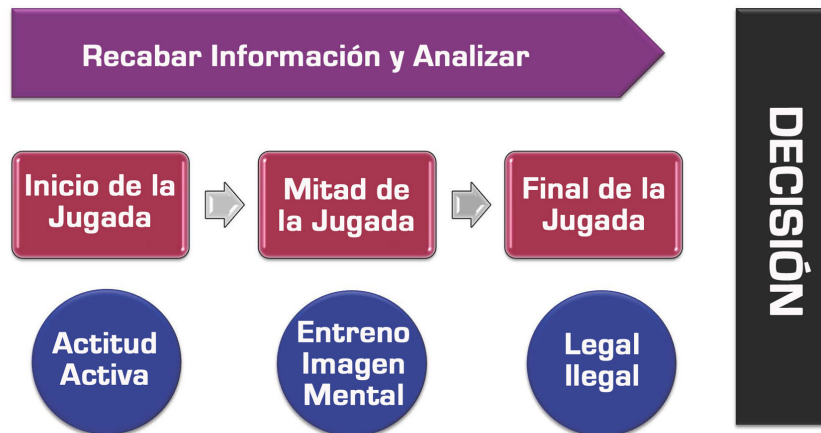 Recabar Información y Analizar
Inicio de la
Jugada
Mitad de
la Jugada
Final de la
Jugada
Actitud
Activa
Entreno
Imagen
Mental
Legal
Ilegal
DECISIÓN